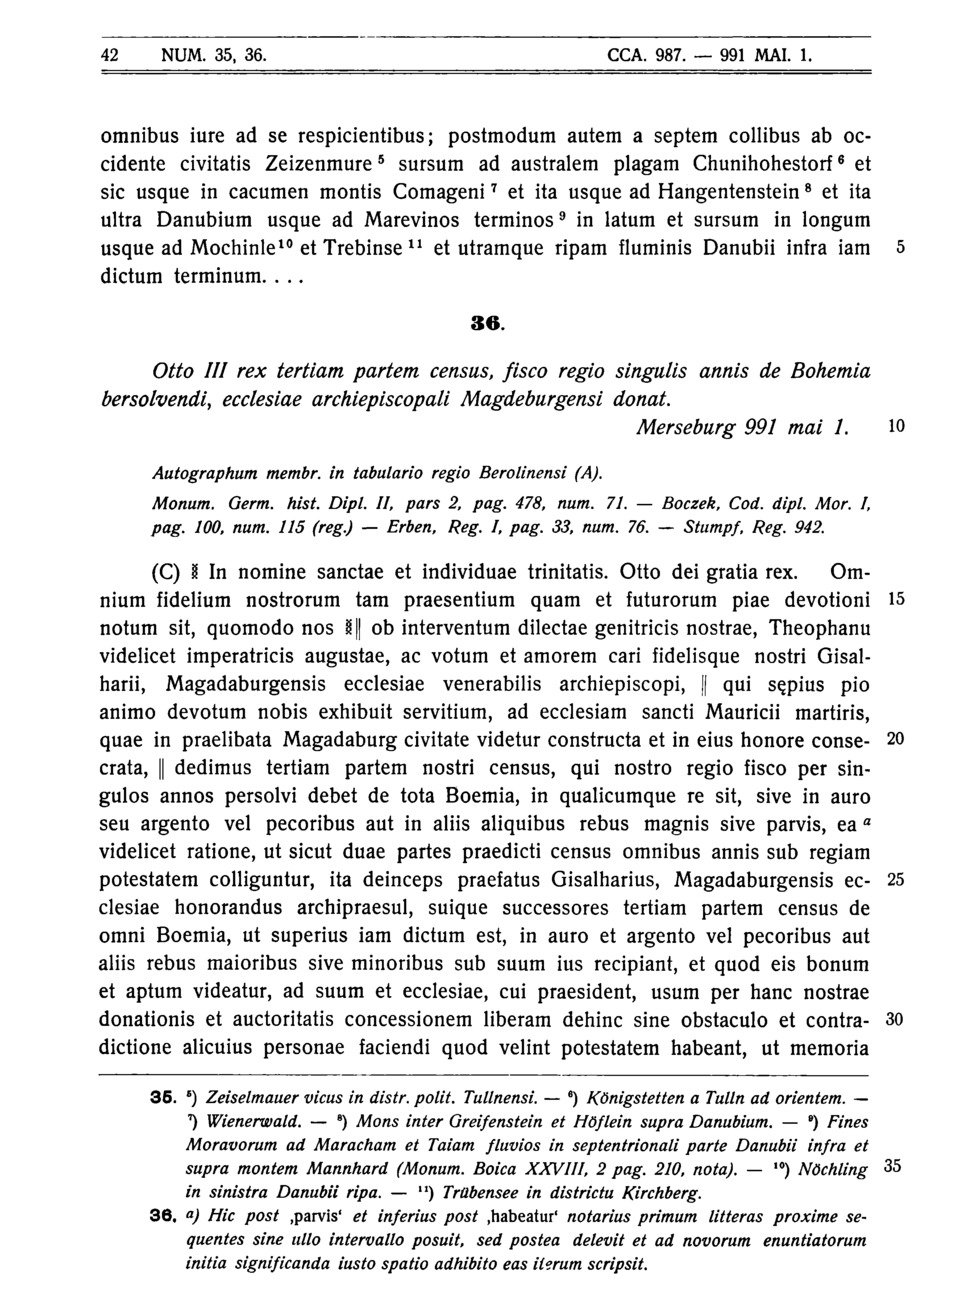 42 NUM. 35, 36. CCA. 987. — 991 MAI. 1.
omnibus iure ad se respicientibus; postmodum autem a septem collibus ab oc-
cidente civitatis Zeizenmure ⁵ sursum ad australem plagam Chunihohestorf ⁶ et
sic usque in cacumen montis Comageni ⁷ et ita usque ad Hangentenstein ⁸ et ita
ultra Danubium usque ad Marevinos terminos ⁹ in latum et sursum in longum
usque ad Mochinle¹⁰ et Trebinse ¹¹ et utramque ripam fluminis Danubii infra iam 5
dictum terminum. . . .
36.
Otto III rex tertiam partem census, fisco regio singulis annis de Bohemia
bersolvendi, ecclesiae archiepiscopali Magdeburgensi donat.
Merseburg 991 mai 1. 10
Autographum membr. in tabulario regio Berolinensi (A).
Monum. Germ. hist. Dipl. II, pars 2, pag. 478, num. 71. — Boczek, Cod. dipl. Mor. I,
pag. 100, num. 115 (reg.) — Erben, Reg. I, pag. 33, num. 76. — Stumpf, Reg. 942.
(C) ⁑ In nomine sanctae et individuae trinitatis. Otto dei gratia rex. Om-
nium fidelium nostrorum tam praesentium quam et futurorum piae devotioni 15
notum sit, quomodo nos ⁑ || ob interventum dilectae genitricis nostrae, Theophanu
videlicet imperatricis augustae, ac votum et amorem cari fidelisque nostri Gisal-
harii, Magadaburgensis ecclesiae venerabilis archiepiscopi, || qui sępius pio
animo devotum nobis exhibuit servitium, ad ecclesiam sancti Mauricii martiris,
quae in praelibata Magadaburg civitate videtur constructa et in eius honore conse- 20
crata, || dedimus tertiam partem nostri census, qui nostro regio fisco per sin-
gulos annos persolvi debet de tota Boemia, in qualicumque re sit, sive in auro
seu argento vel pecoribus aut in aliis aliquibus rebus magnis sive parvis, ea ᵃ
videlicet ratione, ut sicut duae partes praedicti census omnibus annis sub regiam
potestatem colliguntur, ita deinceps praefatus Gisalharius, Magadaburgensis ec- 25
clesiae honorandus archipraesul, suique successores tertiam partem census de
omni Boemia, ut superius iam dictum est, in auro et argento vel pecoribus aut
aliis rebus maioribus sive minoribus sub suum ius recipiant, et quod eis bonum
et aptum videatur, ad suum et ecclesiae, cui praesident, usum per hanc nostrae
donationis et auctoritatis concessionem liberam dehinc sine obstaculo et contra- 30
dictione alicuius personae faciendi quod velint potestatem habeant, ut memoria
35. ⁵) Zeiselmauer vicus in distr. polit. Tullnensi. — ⁶) Königstetten a Tulln ad orientem. —
⁷) Wienerwald. — ⁸) Mons inter Greifenstein et Höflein supra Danubium. — ⁹) Fines
Moravorum ad Maracham et Taiam fluvios in septentrionali parte Danubii infra et
supra montem Mannhard (Monum. Boica XXVIII, 2 pag. 210, nota). — ¹⁰) Nöchling 35
in sinistra Danubii ripa. — ¹¹) Trübensee in districtu Kirchberg.
36. a) Hic post ‚parvis‘ et inferius post ‚habeatur‘ notarius primum litteras proxime se-
quentes sine ullo intervallo posuit, sed postea delevit et ad novorum enuntiatorum
initia significanda iusto spatio adhibito eas iterum scripsit.